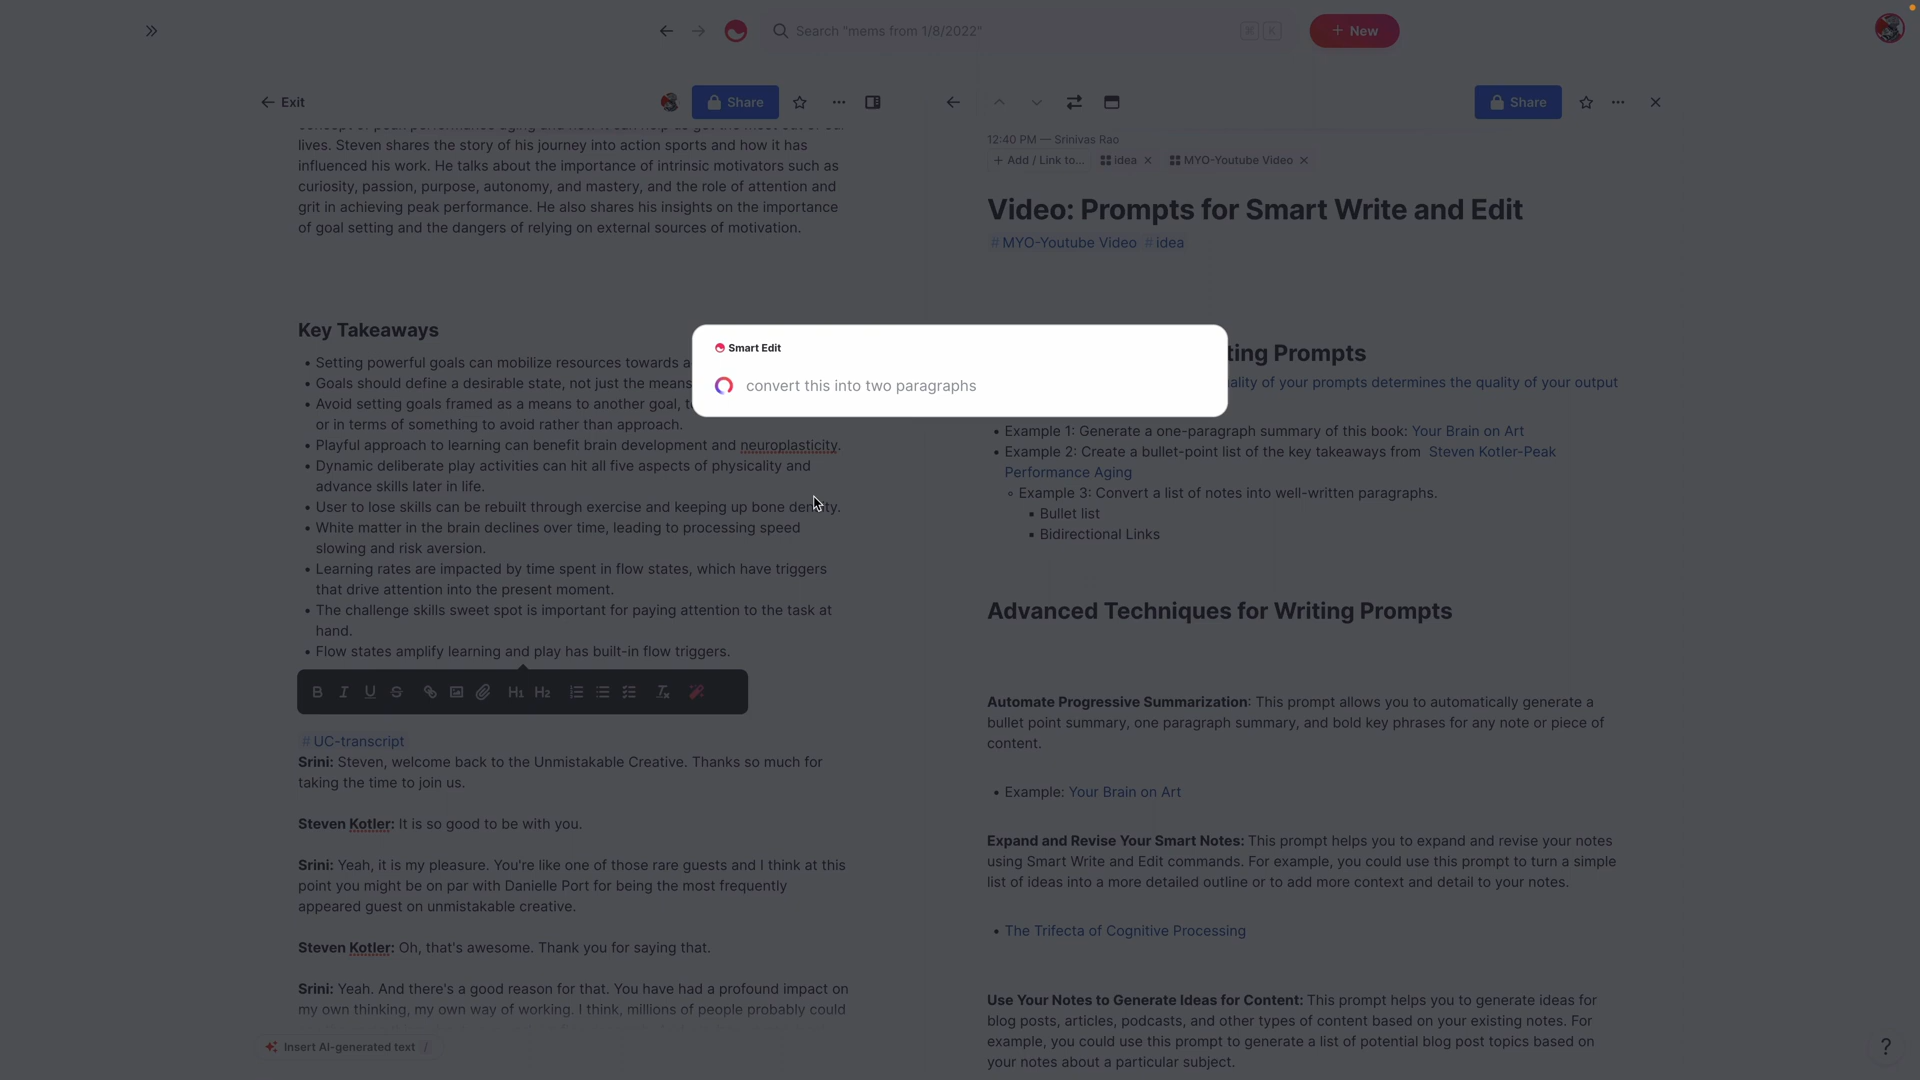 Search "mems from 1/8/2022"
⌘ K
+ New
Exit
Share
lives. Steven shares the story of his journey into action sports and how it has
influenced his work. He talks about the importance of intrinsic motivators such as
curiosity, passion, purpose, autonomy, and mastery, and the role of attention and
grit in achieving peak performance. He also shares his insights on the importance
of goal setting and the dangers of relying on external sources of motivation.
Key Takeaways
• Setting powerful goals can mobilize resources towards a
• Goals should define a desirable state, not just the means
• Avoid setting goals framed as a means to another goal,
or in terms of something to avoid rather than approach.
• Playful approach to learning can benefit brain development and neuroplasticity.
• Dynamic deliberate play activities can hit all five aspects of physicality and
advance skills later in life.
• User to lose skills can be rebuilt through exercise and keeping up bone density.
• White matter in the brain declines over time, leading to processing speed
slowing and risk aversion.
• Learning rates are impacted by time spent in flow states, which have triggers
that drive attention into the present moment.
• The challenge skills sweet spot is important for paying attention to the task at
hand.
• Flow states amplify learning and play has built-in flow triggers.
B I U S H1 H2
#UC-transcript
Srini: Steven, welcome back to the Unmistakable Creative. Thanks so much for
taking the time to join us.
Steven Kotler: It is so good to be with you.
Srini: Yeah, it is my pleasure. You're like one of those rare guests and I think at this
point you might be on par with Danielle Port for being the most frequently
appeared guest on unmistakable creative.
Steven Kotler: Oh, that's awesome. Thank you for saying that.
Srini: Yeah. And there's a good reason for that. You have had a profound impact on
my own thinking, my own way of working. I think, millions of people probably could
Insert AI-generated text /
Smart Edit
convert this into two paragraphs
Share
12:40 PM — Srinivas Rao
+ Add / Link to...
idea ×
MYO-Youtube Video ×
Video: Prompts for Smart Write and Edit
#MYO-Youtube Video #idea
ting Prompts
ality of your prompts determines the quality of your output
• Example 1: Generate a one-paragraph summary of this book: Your Brain on Art
• Example 2: Create a bullet-point list of the key takeaways from Steven Kotler-Peak
Performance Aging
◦ Example 3: Convert a list of notes into well-written paragraphs.
▪ Bullet list
▪ Bidirectional Links
Advanced Techniques for Writing Prompts
Automate Progressive Summarization: This prompt allows you to automatically generate a
bullet point summary, one paragraph summary, and bold key phrases for any note or piece of
content.
• Example: Your Brain on Art
Expand and Revise Your Smart Notes: This prompt helps you to expand and revise your notes
using Smart Write and Edit commands. For example, you could use this prompt to turn a simple
list of ideas into a more detailed outline or to add more context and detail to your notes.
• The Trifecta of Cognitive Processing
Use Your Notes to Generate Ideas for Content: This prompt helps you to generate ideas for
blog posts, articles, podcasts, and other types of content based on your existing notes. For
example, you could use this prompt to generate a list of potential blog post topics based on
your notes about a particular subject.
?